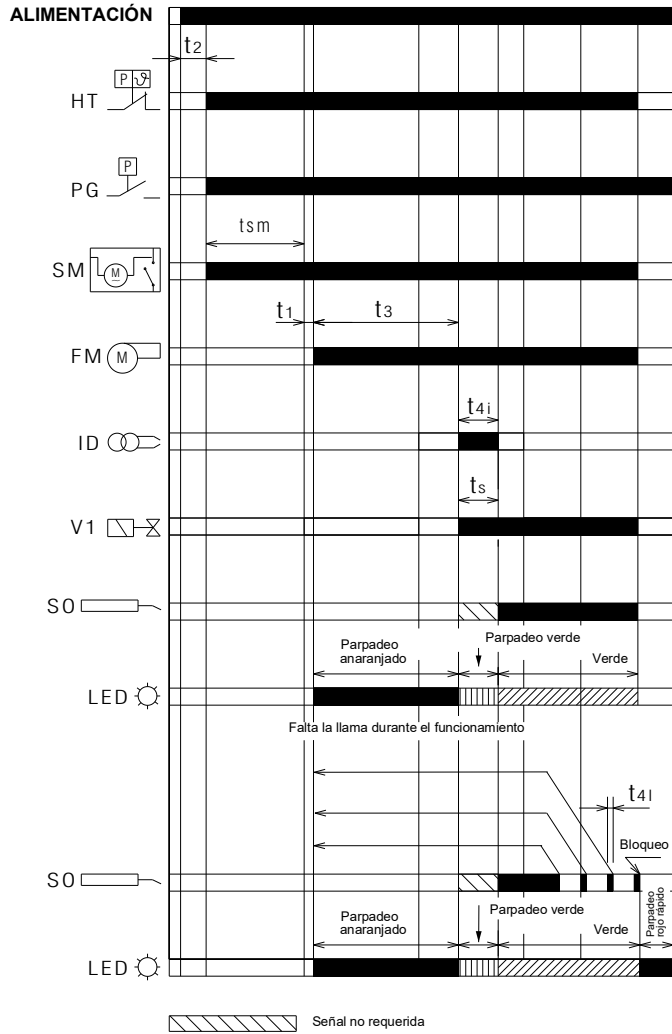 ALIMENTACIÓN
t2
P ϑ
HT
P
PG
tsm
SM
M
t1
t3
FM
M
t4i
ID
ts
V1
SO
Parpadeo anaranjado
Parpadeo verde
Verde
LED
Falta la llama durante el funcionamiento
t4l
Bloqueo
SO
Parpadeo anaranjado
Parpadeo verde
Verde
Parpadeo rojo rápido
LED
Señal no requerida